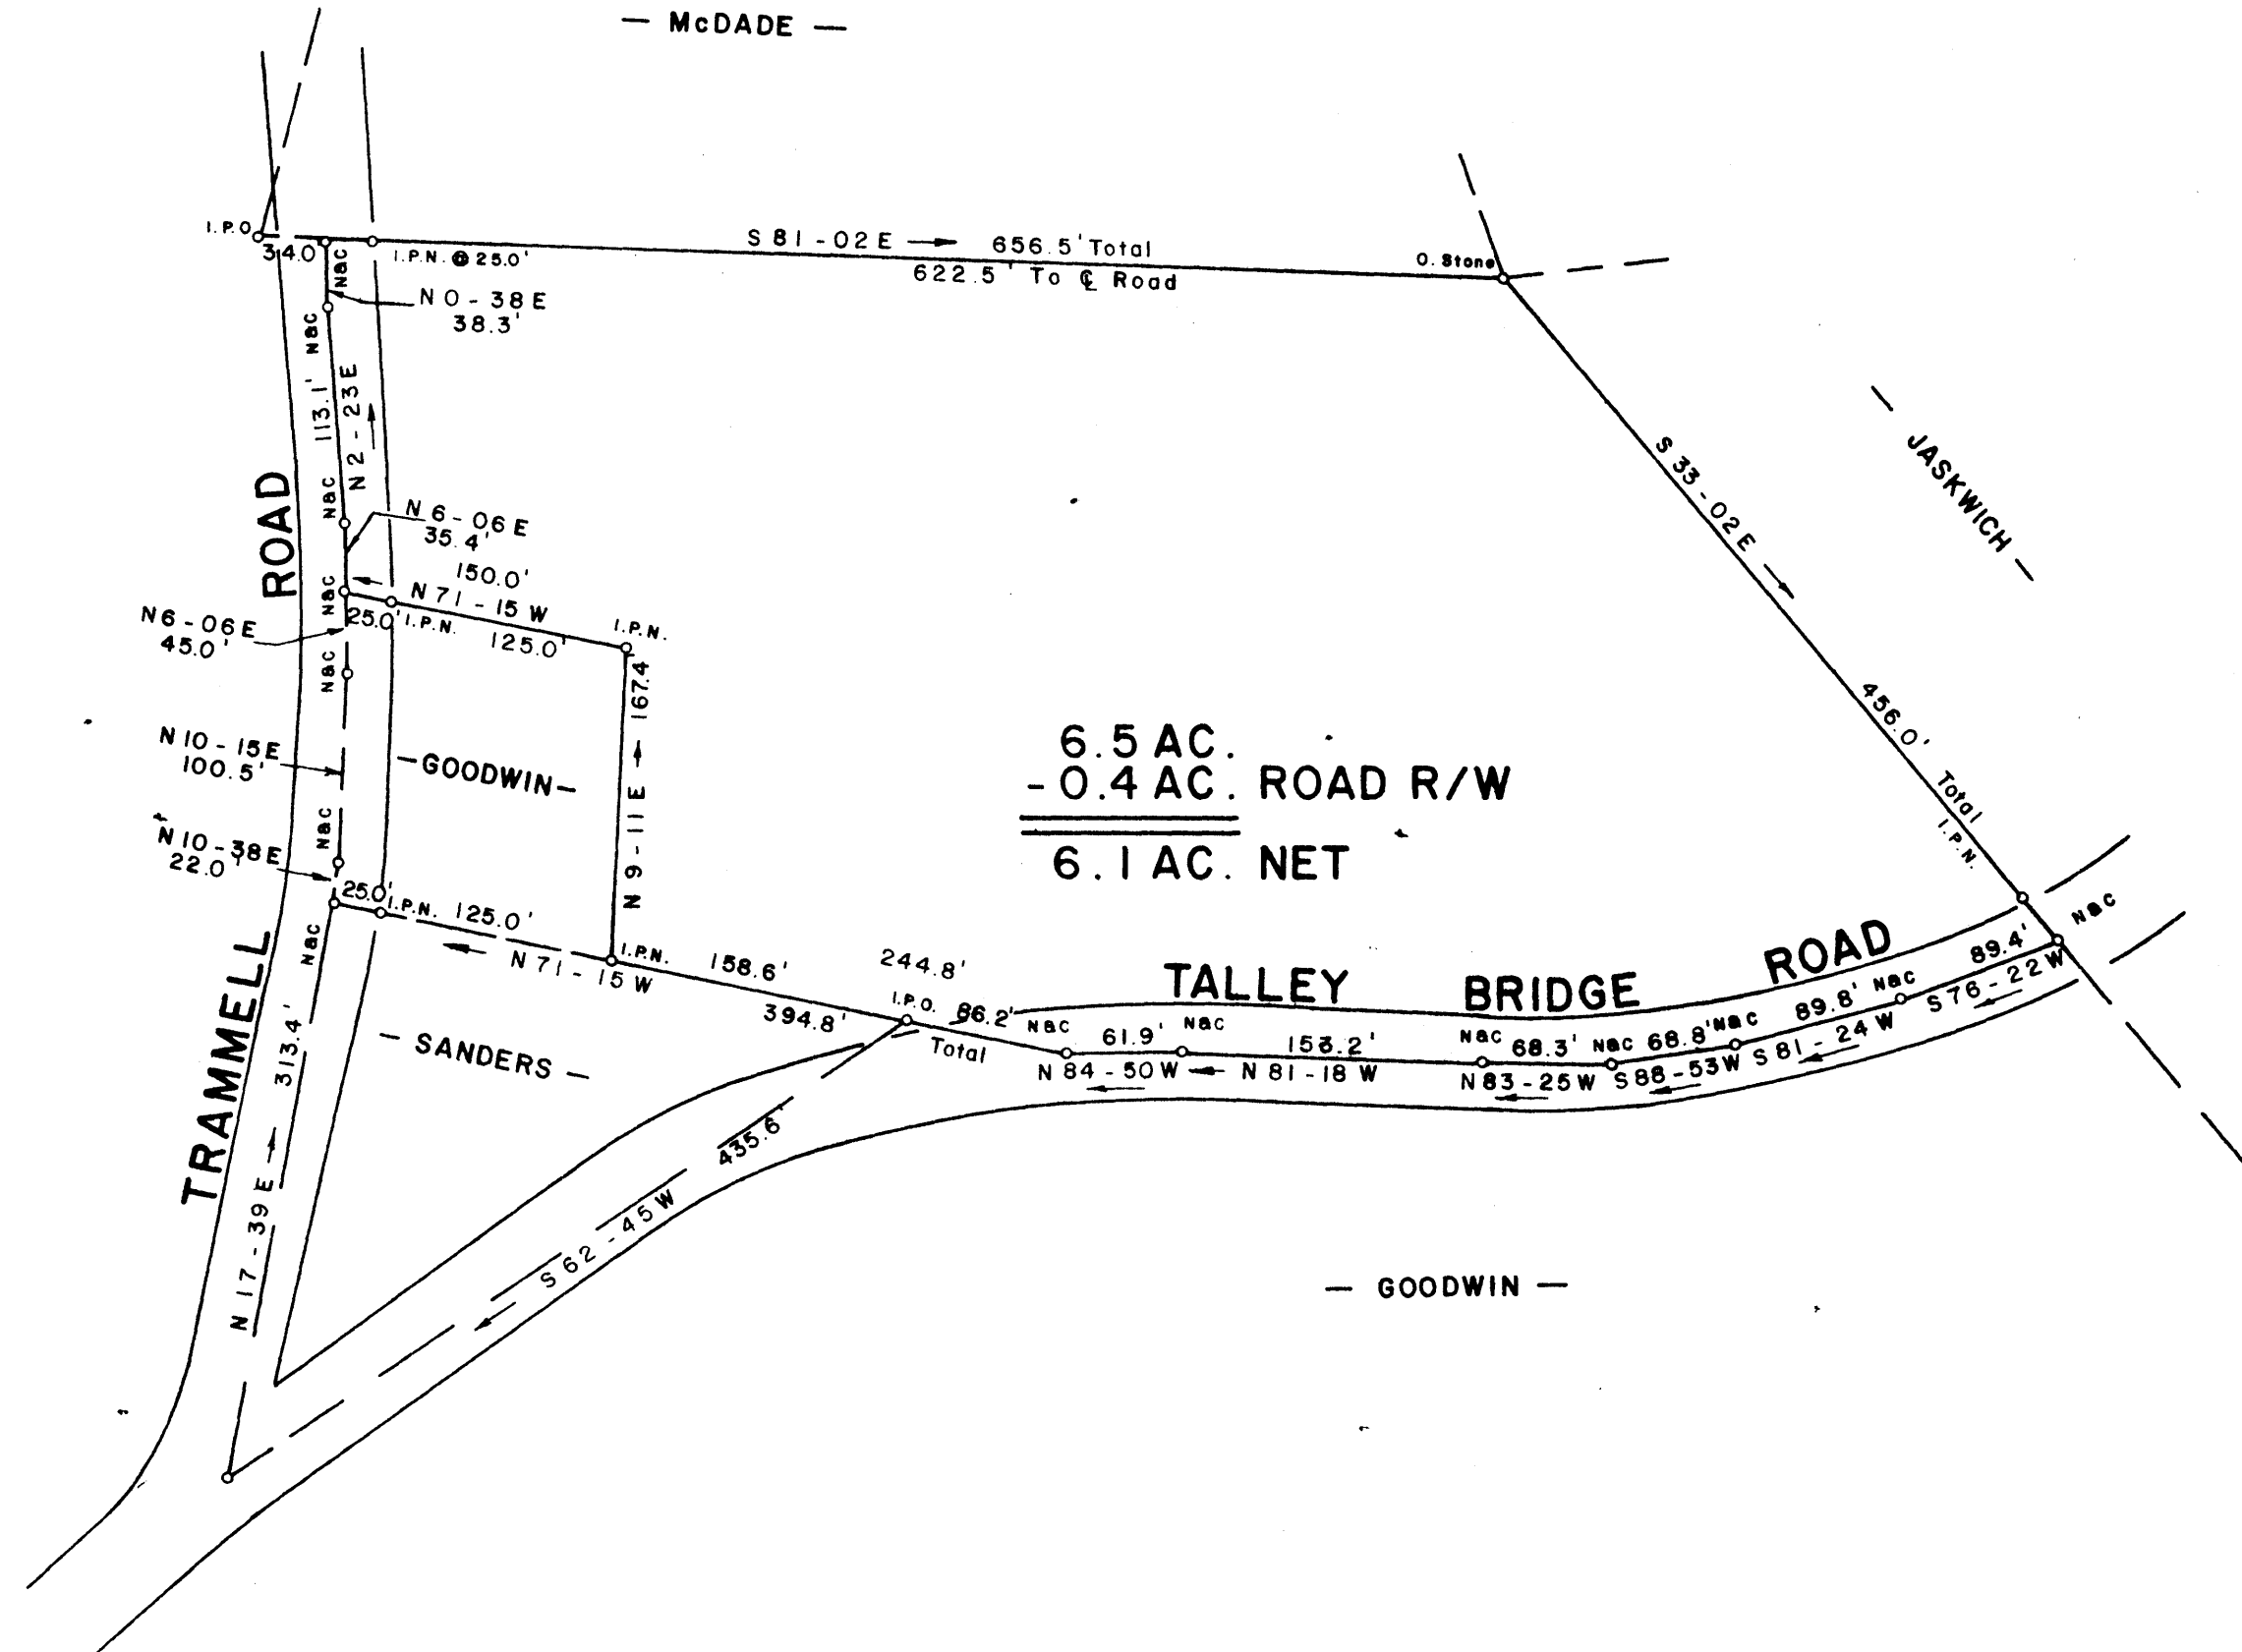 — McDADE —
I.P.O.
34.0'
N&C
I.P.N. @ 25.0'
S 81-02 E
656.5' Total
622.5' To ℄ Road
O. Stone
N 0-38 E
38.3'
N&C
113.1'
N 2-23 E
N&C
N 6-06 E
35.4'
150.0'
N 71-15 W
N&C
25.0'
I.P.N.
125.0'
I.P.N.
N 6-06 E
45.0'
N&C
ROAD
N 10-15 E
100.5'
— GOODWIN —
N 9-11 E
167.4
N&C
N 10-38 E
22.0'
25.0'
I.P.N.
125.0'
N&C
N 71-15 W
I.P.N.
158.6'
244.8'
394.8'
Total
I.P.O.
86.2'
— SANDERS —
TRAMMELL
313.4'
N 17-39 E
435.6'
S 62-45 W
6.5 AC.
-0.4 AC. ROAD R/W
6.1 AC. NET
S 33-02 E
456.0' Total
I.P.N.
— JASKWICH —
N&C
TALLEY BRIDGE ROAD
N&C
61.9'
N&C
153.2'
N&C
68.3'
N&C
68.8'
N&C
89.8'
N&C
89.4'
N 84-50 W
N 81-18 W
N 83-25 W
S 88-53 W
S 81-24 W
S 76-22 W
— GOODWIN —